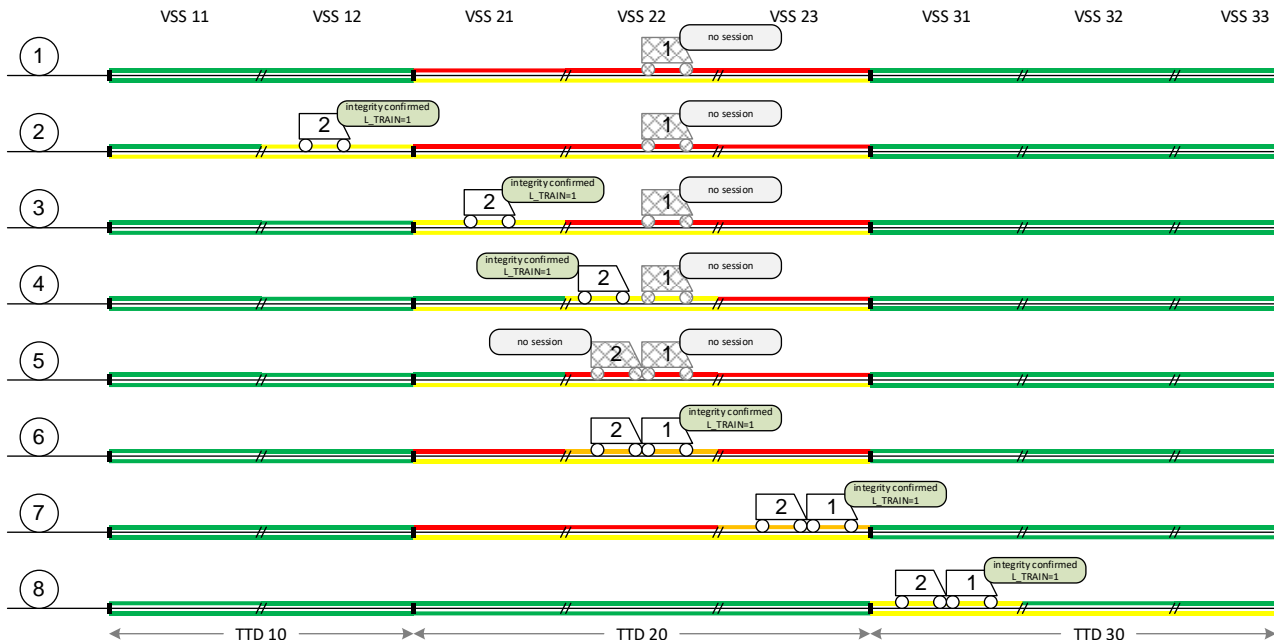 VSS 11 VSS 12 VSS 21 VSS 22 VSS 23 VSS 31 VSS 32 VSS 33
1
1
no session
2
2
integrity confirmed
L_TRAIN=1
1
no session
3
2
integrity confirmed
L_TRAIN=1
1
no session
4
integrity confirmed
L_TRAIN=1
2
1
no session
5
no session
2
1
no session
6
2
1
integrity confirmed
L_TRAIN=1
7
2
1
integrity confirmed
L_TRAIN=1
8
2
1
integrity confirmed
L_TRAIN=1
TTD 10 TTD 20 TTD 30